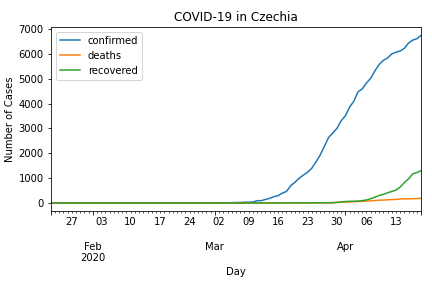 COVID-19 in Czechia
confirmed
deaths
recovered
Number of Cases
7000
6000
5000
4000
3000
2000
1000
0
27 03 10 17 24 02 09 16 23 30 06 13
Feb Mar Apr
2020
Day